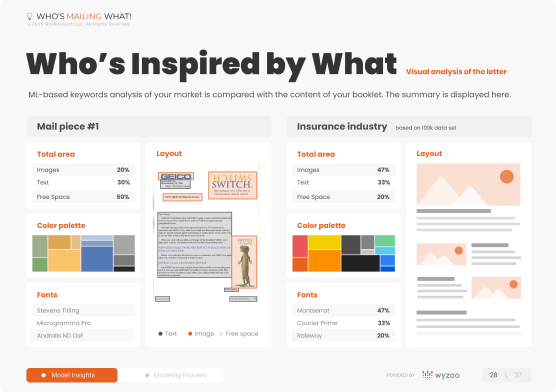 WHO'S MAILING WHAT!
© 2023 WonResearch LLC. All Rights Reserved.
Who's Inspired by What
Visual analysis of the letter
ML-based keywords analysis of your market is compared with the content of your booklet. The summary is displayed here.
Mail piece #1
Total area
Images 20%
Text 30%
Free Space 50%
Color palette
Fonts
Stevens Titling
Microgramma Pro
Andralis ND OsF
Layout
GEICO
SWITCH.
Text
Image
Free space
Insurance industry based on 100k data set
Total area
Images 47%
Text 33%
Free Space 20%
Color palette
Fonts
Montserrat 47%
Courier Prime 33%
Raleway 20%
Layout
Model Insights
Modeling Process
POWERED BY wyzoo
28 \ 37